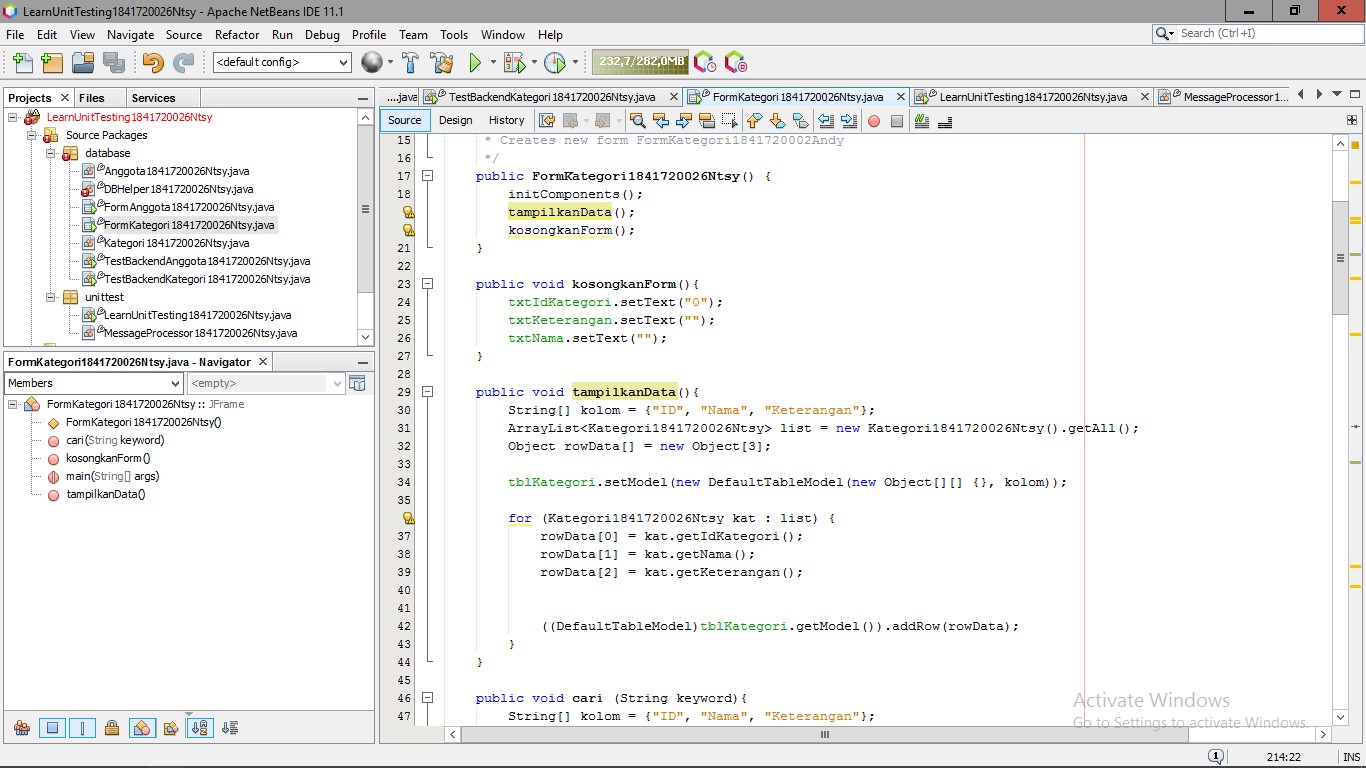 LearnUnitTesting1841720026Ntsy - Apache NetBeans IDE 11.1
File Edit View Navigate Source Refactor Run Debug Profile Team Tools Window Help
Search (Ctrl+I)
<default config>
232,7/282,0MB
Projects Files Services
LearnUnitTesting1841720026Ntsy
Source Packages
database
Anggota1841720026Ntsy.java
DBHelper1841720026Ntsy.java
FormAnggota1841720026Ntsy.java
FormKategori1841720026Ntsy.java
Kategori1841720026Ntsy.java
TestBackendAnggota1841720026Ntsy.java
TestBackendKategori1841720026Ntsy.java
unittest
LearnUnitTesting1841720026Ntsy.java
MessageProcessor1841720026Ntsy.java
FormKategori1841720026Ntsy.java - Navigator
Members <empty>
FormKategori1841720026Ntsy :: JFrame
FormKategori1841720026Ntsy()
cari(String keyword)
kosongkanForm()
main(String[] args)
tampilkanData()
....java TestBackendKategori1841720026Ntsy.java FormKategori1841720026Ntsy.java LearnUnitTesting1841720026Ntsy.java MessageProcessor1...
Source Design History
15 * Creates new form FormKategori1841720002Andy
16 */
17 public FormKategori1841720026Ntsy() {
18 initComponents();
tampilkanData();
kosongkanForm();
21 }
22
23 public void kosongkanForm(){
24 txtIdKategori.setText("0");
25 txtKeterangan.setText("");
26 txtNama.setText("");
27 }
28
29 public void tampilkanData(){
30 String[] kolom = {"ID", "Nama", "Keterangan"};
31 ArrayList<Kategori1841720026Ntsy> list = new Kategori1841720026Ntsy().getAll();
32 Object rowData[] = new Object[3];
33
34 tblKategori.setModel(new DefaultTableModel(new Object[][] {}, kolom));
35
for (Kategori1841720026Ntsy kat : list) {
37 rowData[0] = kat.getIdKategori();
38 rowData[1] = kat.getNama();
39 rowData[2] = kat.getKeterangan();
40
41
42 ((DefaultTableModel)tblKategori.getModel()).addRow(rowData);
43 }
44 }
45
46 public void cari (String keyword){
47 String[] kolom = {"ID", "Nama", "Keterangan"};
Activate Windows
Go to Settings to activate Windows.
1 214:22 INS